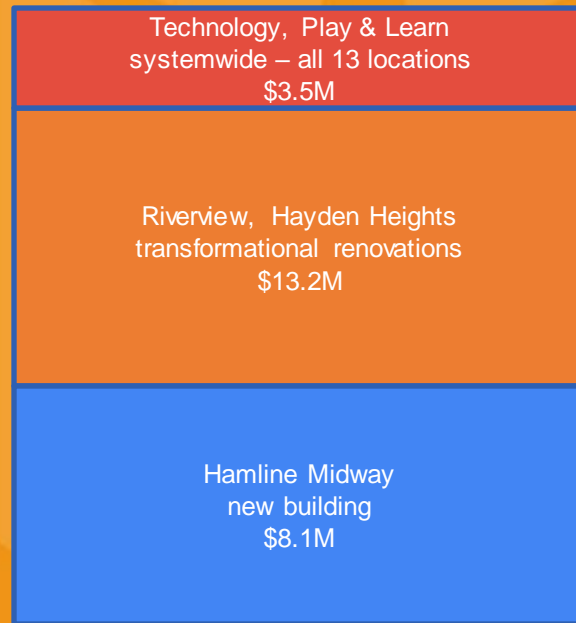 Technology, Play & Learn
systemwide – all 13 locations
$3.5M
Riverview, Hayden Heights
transformational renovations
$13.2M
Hamline Midway
new building
$8.1M